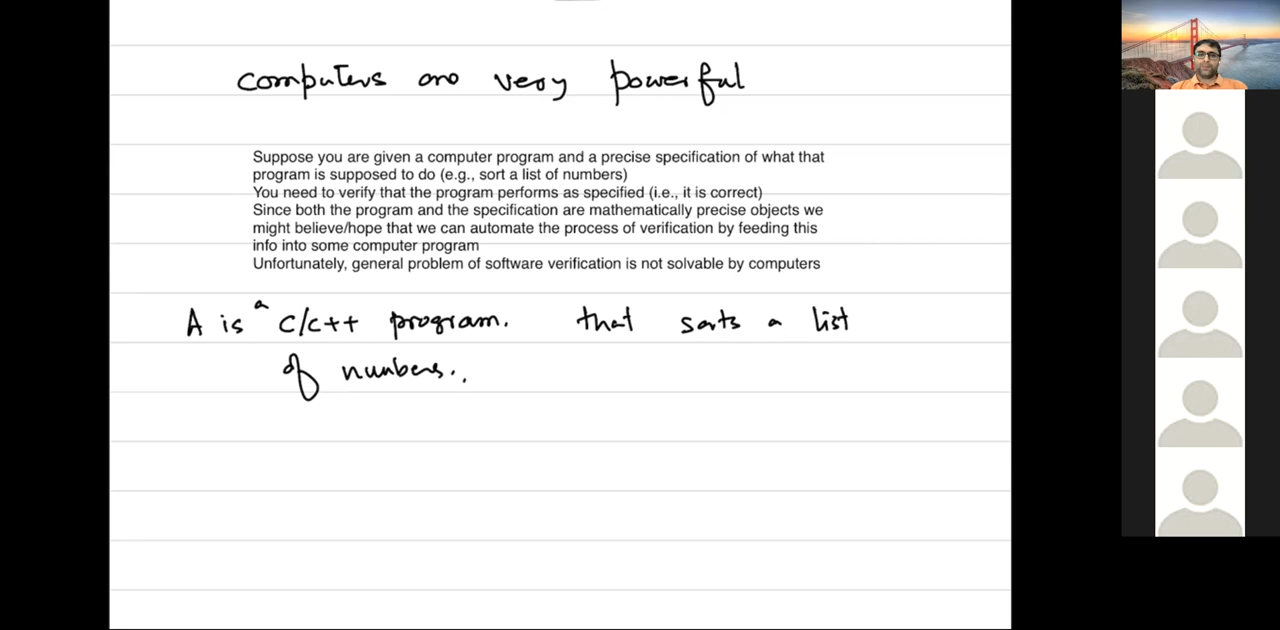 computers are very powerful
Suppose you are given a computer program and a precise specification of what that
program is supposed to do (e.g., sort a list of numbers)
You need to verify that the program performs as specified (i.e., it is correct)
Since both the program and the specification are mathematically precise objects we
might believe/hope that we can automate the process of verification by feeding this
info into some computer program
Unfortunately, general problem of software verification is not solvable by computers
A is a C/C++ program. that sorts a list
of numbers..